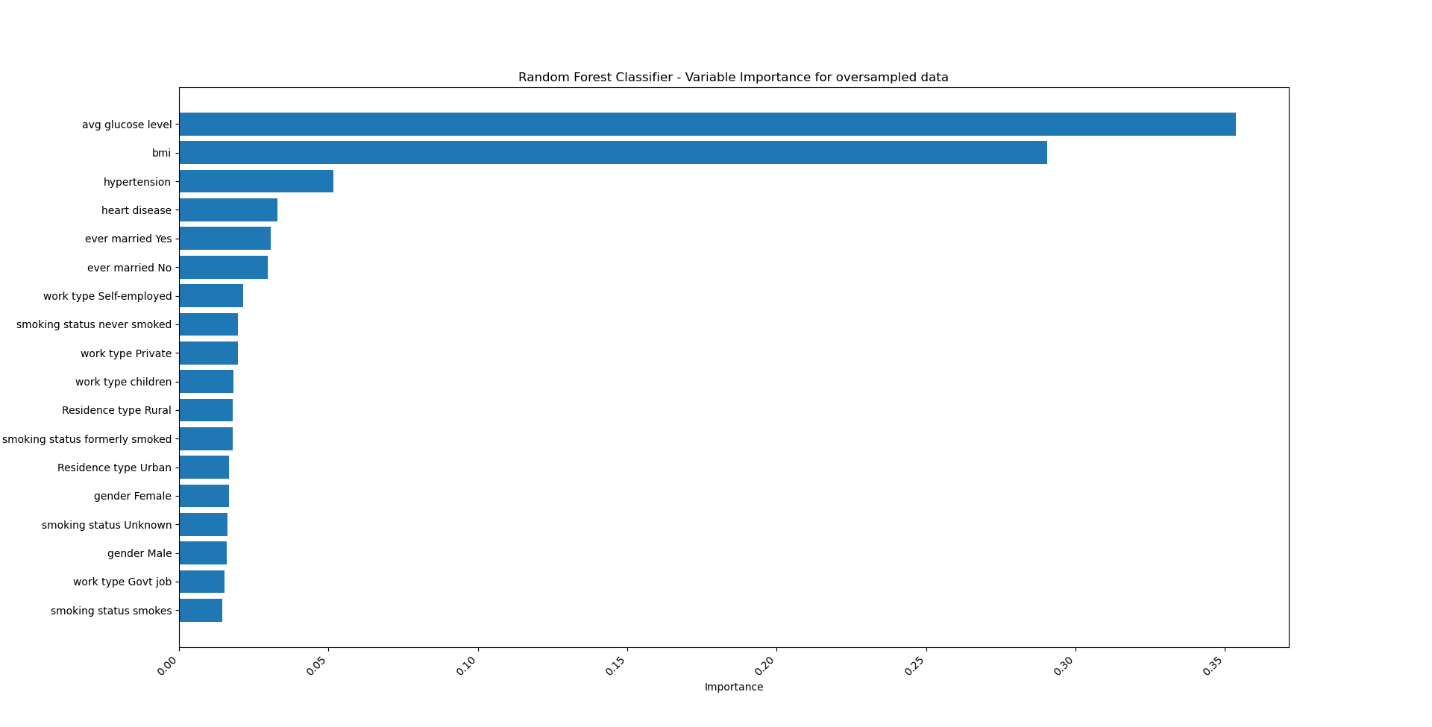 Random Forest Classifier - Variable Importance for oversampled data
avg glucose level
bmi
hypertension
heart disease
ever married Yes
ever married No
work type Self-employed
smoking status never smoked
work type Private
work type children
Residence type Rural
smoking status formerly smoked
Residence type Urban
gender Female
smoking status Unknown
gender Male
work type Govt job
smoking status smokes
0.00 0.05 0.10 0.15 0.20 0.25 0.30 0.35
Importance